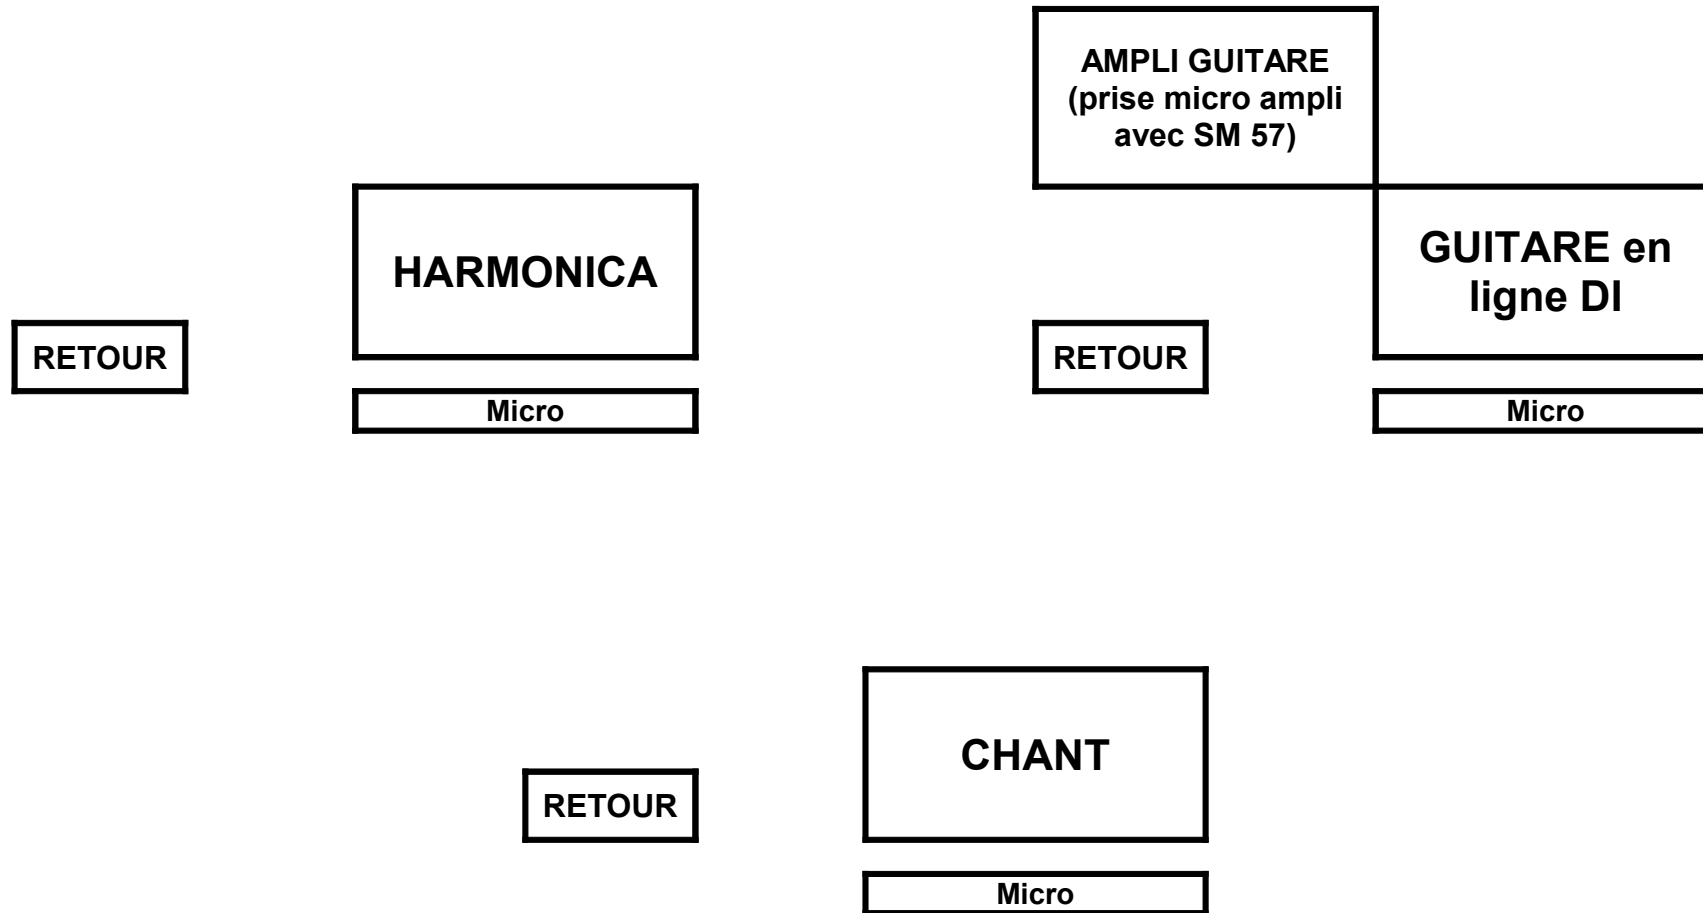 AMPLI GUITARE
(prise micro ampli
avec SM 57)
HARMONICA
GUITARE en
ligne DI
RETOUR
RETOUR
Micro
Micro
CHANT
RETOUR
Micro